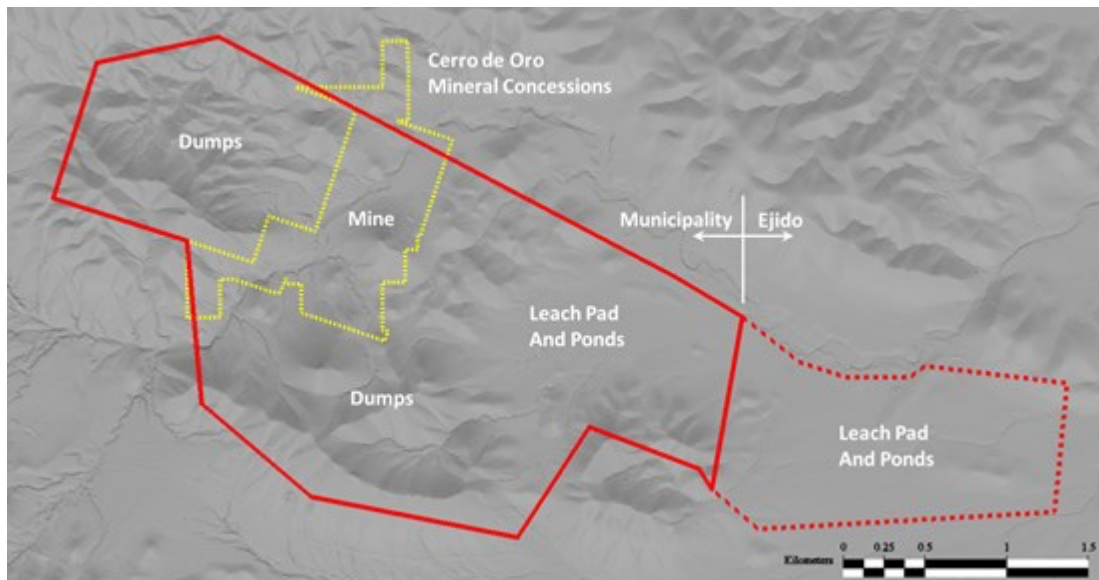 Cerro de Oro
Mineral Concessions
Dumps
Mine
Municipality Ejido
Leach Pad
And Ponds
Dumps
Leach Pad
And Ponds
Kilometers 0 0.25 0.5 1 1.5